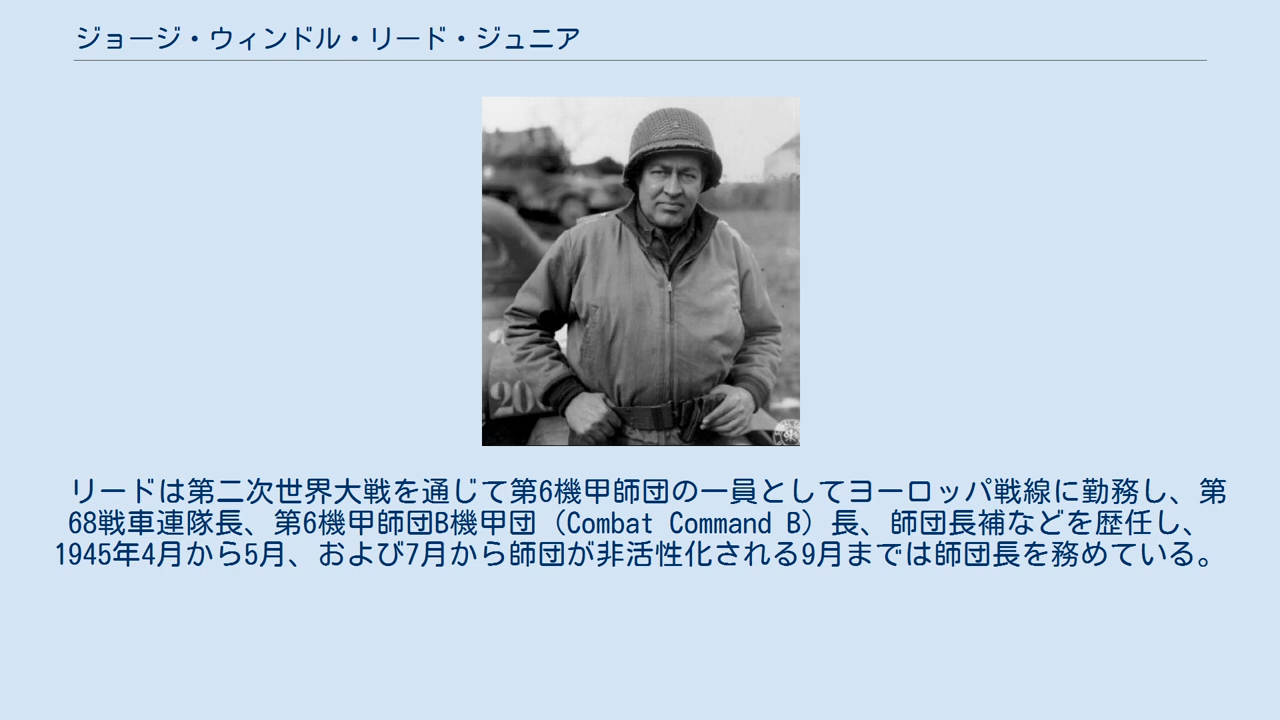 ジョージ・ウィンドル・リード・ジュニア
200
リードは第二次世界大戦を通じて第6機甲師団の一員としてヨーロッパ戦線に勤務し、第
68戦車連隊長、第6機甲師団B機甲団（Combat Command B）長、師団長補などを歴任し、
1945年4月から5月、および7月から師団が非活性化される9月までは師団長を務めている。